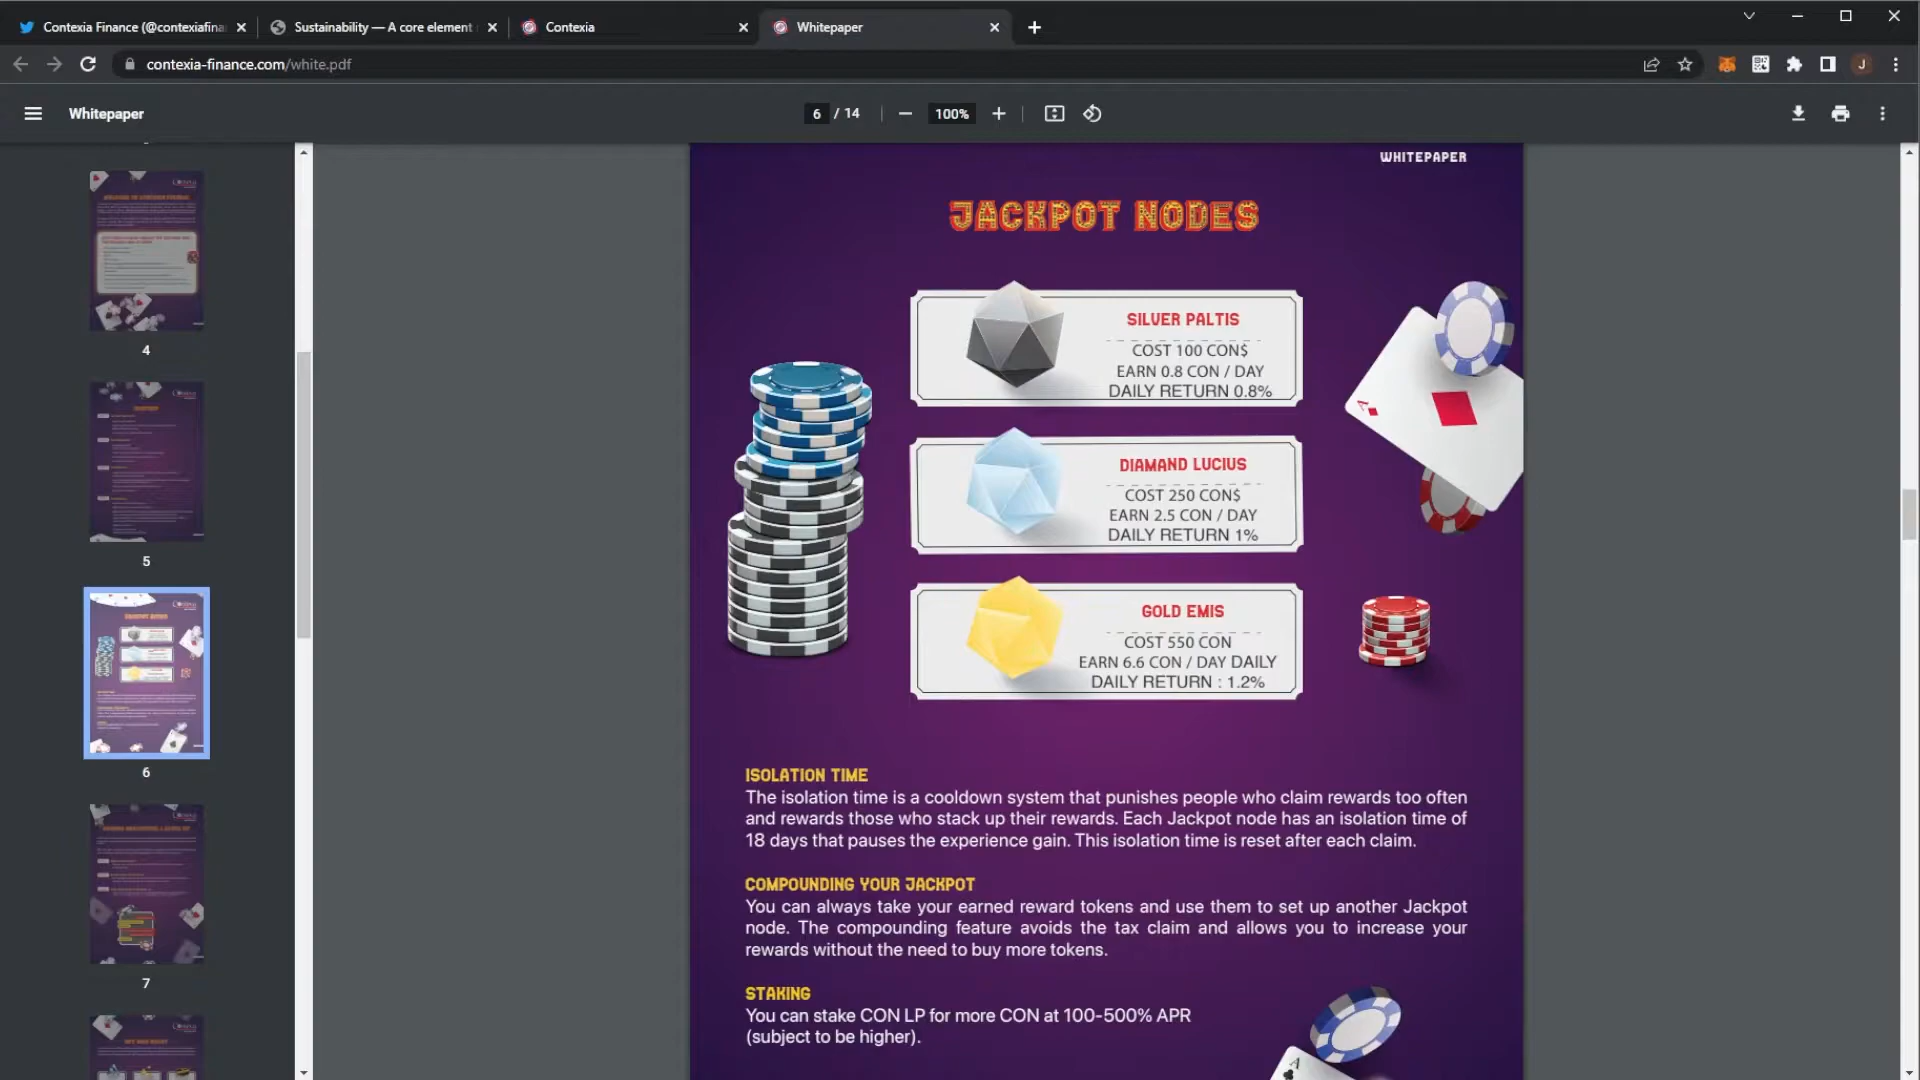 Contexia Finance (@contexiafina
Sustainability — A core element
Contexia
Whitepaper
contexia-finance.com/white.pdf
J
Whitepaper
6 / 14
100%
4
5
6
7
WHITEPAPER
JACKPOT NODES
SILVER PALTIS
COST 100 CON$
EARN 0.8 CON / DAY
DAILY RETURN 0.8%
DIAMAND LUCIUS
COST 250 CON$
EARN 2.5 CON / DAY
DAILY RETURN 1%
GOLD EMIS
COST 550 CON
EARN 6.6 CON / DAY DAILY
DAILY RETURN : 1.2%
ISOLATION TIME
The isolation time is a cooldown system that punishes people who claim rewards too often
and rewards those who stack up their rewards. Each Jackpot node has an isolation time of
18 days that pauses the experience gain. This isolation time is reset after each claim.
COMPOUNDING YOUR JACKPOT
You can always take your earned reward tokens and use them to set up another Jackpot
node. The compounding feature avoids the tax claim and allows you to increase your
rewards without the need to buy more tokens.
STAKING
You can stake CON LP for more CON at 100-500% APR
(subject to be higher).
A